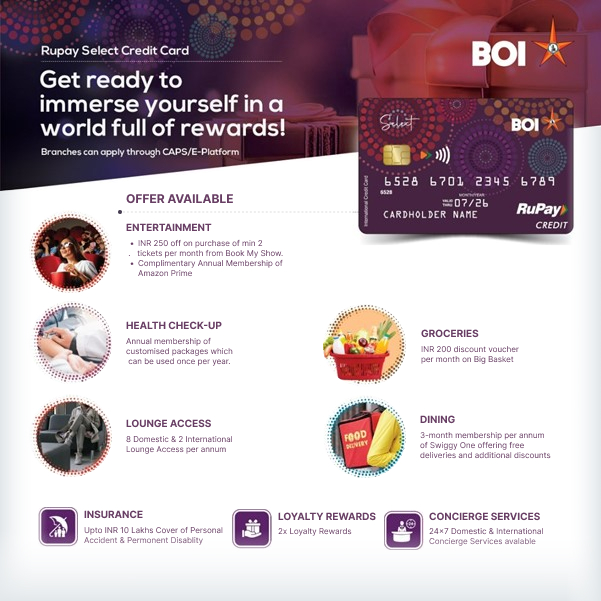 Rupay Select Credit Card
Get ready to
immerse yourself in a
world full of rewards!
Branches can apply through CAPS/E-Platform
BOI
Select
BOI
International Credit Card
6528 6701 2345 6789
6528
MONTH/YEAR
VALID THRU 07/26
CARDHOLDER NAME
RuPay
CREDIT
OFFER AVAILABLE
ENTERTAINMENT
• INR 250 off on purchase of min 2
. tickets per month from Book My Show.
• Complimentary Annual Membership of
Amazon Prime
HEALTH CHECK-UP
Annual membership of
customised packages which
can be used once per year.
GROCERIES
INR 200 discount voucher
per month on Big Basket
LOUNGE ACCESS
8 Domestic & 2 International
Lounge Access per annum
FOOD
DELIVERY
DINING
3-month membership per annum
of Swiggy One offering free
deliveries and additional discounts
INSURANCE
Upto INR 10 Lakhs Cover of Personal
Accident & Permonent Disablity
LOYALTY REWARDS
2x Loyalty Rewards
CONCIERGE SERVICES
24x7 Domestic & International
Concierge Services avalable